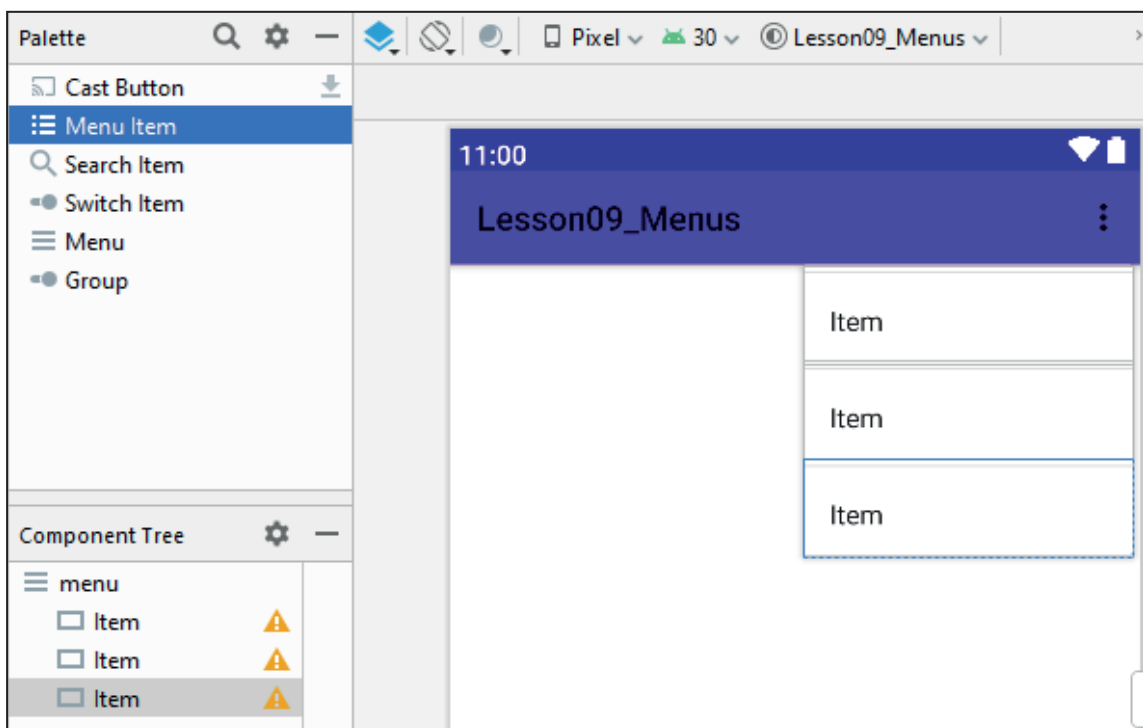 Palette
Pixel 30 Lesson09_Menus
Cast Button
Menu Item
Search Item
Switch Item
Menu
Group
11:00
Lesson09_Menus
Item
Item
Item
Component Tree
menu
Item
Item
Item